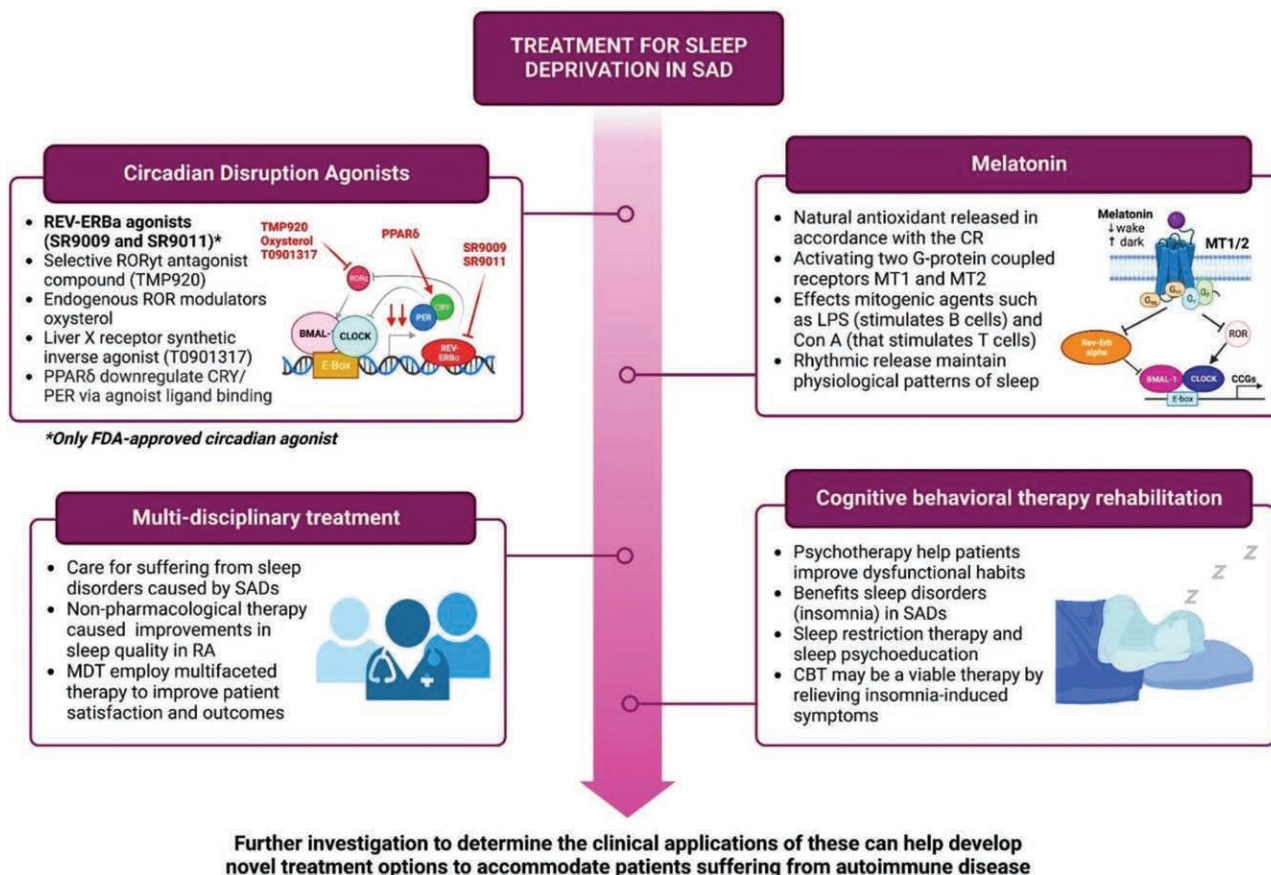 TREATMENT FOR SLEEP
DEPRIVATION IN SAD
Circadian Disruption Agonists
• REV-ERBa agonists
(SR9009 and SR9011)*
• Selective RORyt antagonist
compound (TMP920)
• Endogenous ROR modulators
oxysterol
• Liver X receptor synthetic
inverse agonist (T0901317)
• PPARδ downregulate CRY/
PER via agnoist ligand binding
TMP920
Oxysterol
T0901317
PPARδ
SR9009
SR9011
CRY
PER
BMAL-1
CLOCK
E-Box
REV-
ERBα
*Only FDA-approved circadian agonist
Melatonin
• Natural antioxidant released in
accordance with the CR
• Activating two G-protein coupled
receptors MT1 and MT2
• Effects mitogenic agents such
as LPS (stimulates B cells) and
Con A (that stimulates T cells)
• Rhythmic release maintain
physiological patterns of sleep
Melatonin
↓wake
↑ dark
MT1/2
Rev-Erb
alpha
ROR
BMAL-1
CLOCK
CCGs
E-box
Multi-disciplinary treatment
• Care for suffering from sleep
disorders caused by SADs
• Non-pharmacological therapy
caused improvements in
sleep quality in RA
• MDT employ multifaceted
therapy to improve patient
satisfaction and outcomes
Cognitive behavioral therapy rehabilitation
• Psychotherapy help patients
improve dysfunctional habits
• Benefits sleep disorders
(insomnia) in SADs
• Sleep restriction therapy and
sleep psychoeducation
• CBT may be a viable therapy by
relieving insomnia-induced
symptoms
Z
Z
Z
Further investigation to determine the clinical applications of these can help develop
novel treatment options to accommodate patients suffering from autoimmune disease